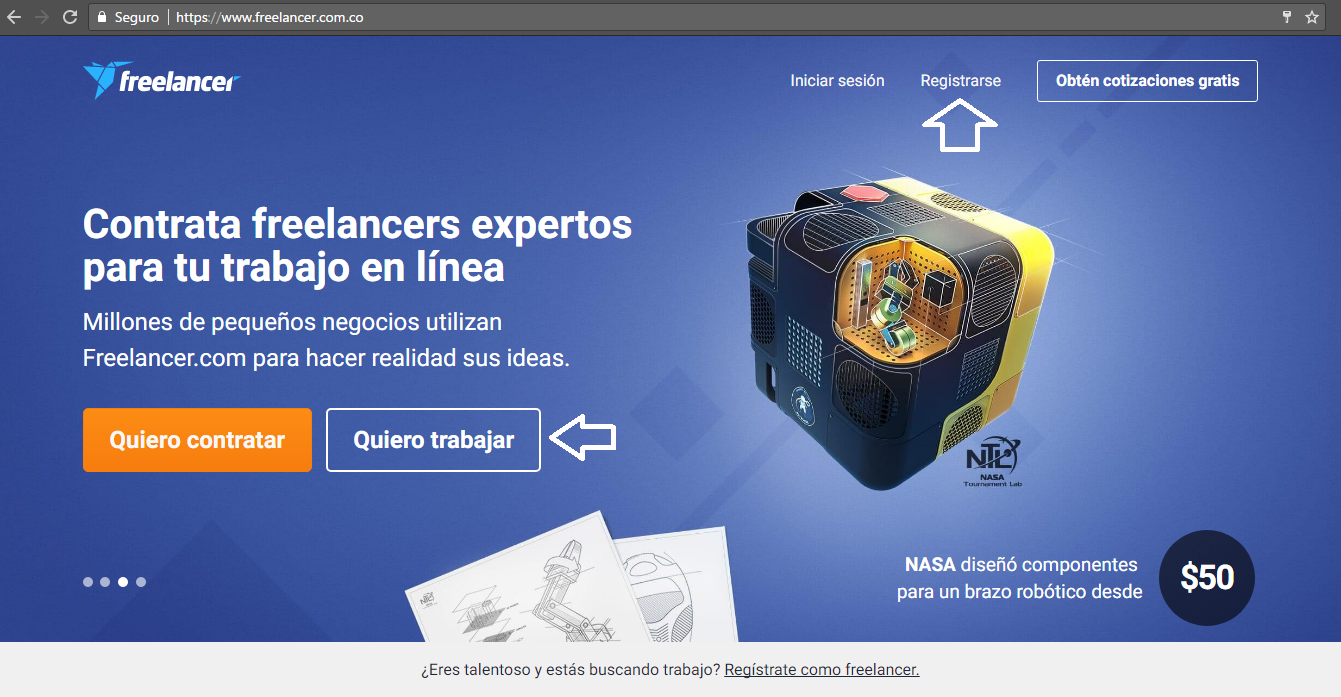 Seguro | https://www.freelancer.com.co
freelancer
Iniciar sesión
Registrarse
Obtén cotizaciones gratis
Contrata freelancers expertos
para tu trabajo en línea
Millones de pequeños negocios utilizan
Freelancer.com para hacer realidad sus ideas.
Quiero contratar
Quiero trabajar
NTL
NASA
Tournament Lab
NTL
NASA diseñó componentes
para un brazo robótico desde
$50
¿Eres talentoso y estás buscando trabajo? Regístrate como freelancer.